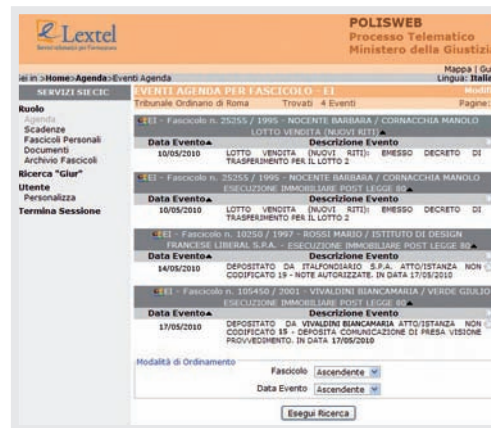 Lextel
Servizi telematici per l'avvocatura
POLISWEB
Processo Telematico
Ministero della Giustizia
Mappa | Gu
ei in >Home>Agenda>Eventi Agenda
Lingua: Italia
SERVIZI SIECIC
Ruolo
Agenda
Scadenze
Fascicoli Personali
Documenti
Archivio Fascicoli
Ricerca "Giur"
Utente
Personalizza
Termina Sessione
EVENTI AGENDA PER FASCICOLO - EI
Modifi
Tribunale Ordinario di Roma Trovati 4 Eventi Pagine:
EI - Fascicolo n. 25255 / 1995 - NOCENTE BARBARA / CORNACCHIA MANOLO
LOTTO VENDITA (NUOVI RITI)
Data Evento Descrizione Evento
10/05/2010 LOTTO VENDITA (NUOVI RITI): EMESSO DECRETO DI
TRASFERIMENTO PER IL LOTTO 2
EI - Fascicolo n. 25255 / 1995 - NOCENTE BARBARA / CORNACCHIA MANOLO
ESECUZIONE IMMOBILIARE POST LEGGE 80
Data Evento Descrizione Evento
10/05/2010 LOTTO VENDITA (NUOVI RITI): EMESSO DECRETO DI
TRASFERIMENTO PER IL LOTTO 2
EI - Fascicolo n. 10250 / 1997 - ROSSI MARIO / ISTITUTO DI DESIGN
FRANCESE LIBERAL S.P.A. - ESECUZIONE IMMOBILIARE POST LEGGE 80
Data Evento Descrizione Evento
14/05/2010 DEPOSITATO DA ITALFONDIARIO S.P.A. ATTO/ISTANZA NON
CODIFICATO 19 - NOTE AUTORIZZATE. IN DATA 17/05/2010
EI - Fascicolo n. 105450 / 2001 - VIVALDINI BIANCAMARIA / VERDE GIULIO
ESECUZIONE IMMOBILIARE POST LEGGE 80
Data Evento Descrizione Evento
17/05/2010 DEPOSITATO DA VIVALDINI BIANCAMARIA ATTO/ISTANZA NON
CODIFICATO 15 - DEPOSITA COMUNICAZIONE DI PRESA VISIONE
PROVVEDIMENTO. IN DATA 17/05/2010
Modalità di Ordinamento
Fascicolo Ascendente
Data Evento Ascendente
Esegui Ricerca